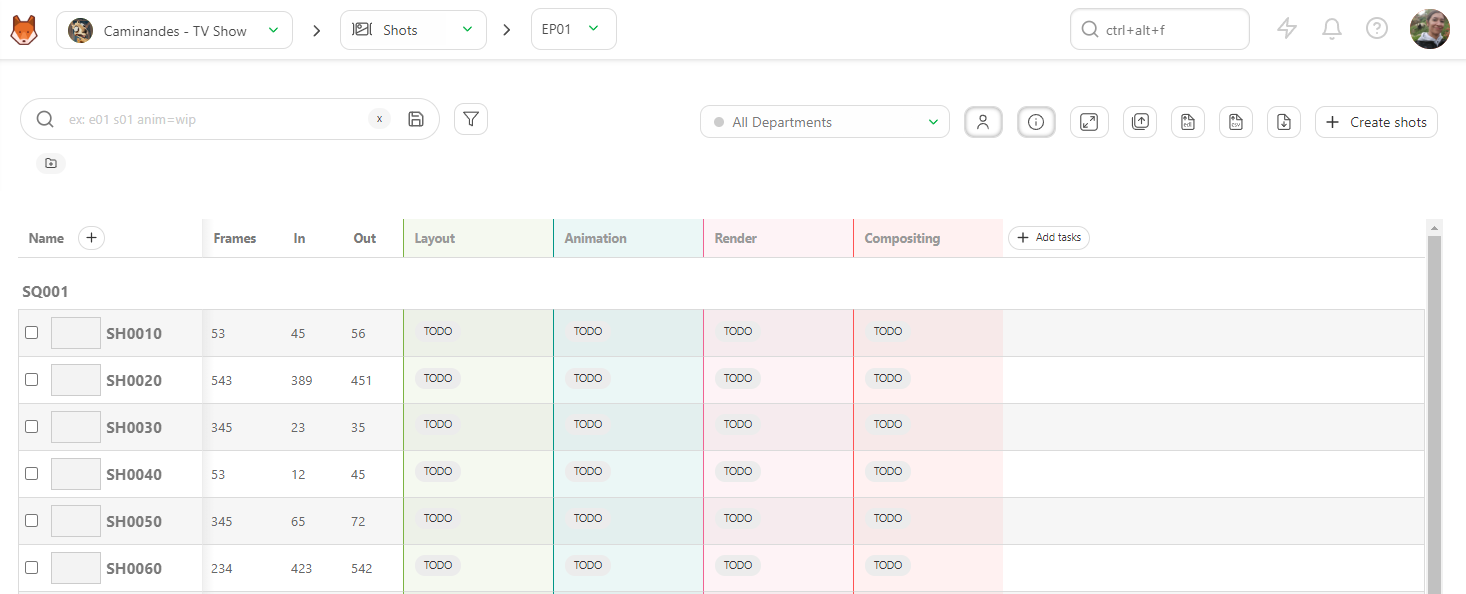 Caminandes - TV Show Shots EP01 ctrl+alt+f
ex: e01 s01 anim=wip x All Departments Create shots
Name Frames In Out Layout Animation Render Compositing Add tasks
SQ001
SH0010 53 45 56 TODO TODO TODO TODO
SH0020 543 389 451 TODO TODO TODO TODO
SH0030 345 23 35 TODO TODO TODO TODO
SH0040 53 12 45 TODO TODO TODO TODO
SH0050 345 65 72 TODO TODO TODO TODO
SH0060 234 423 542 TODO TODO TODO TODO